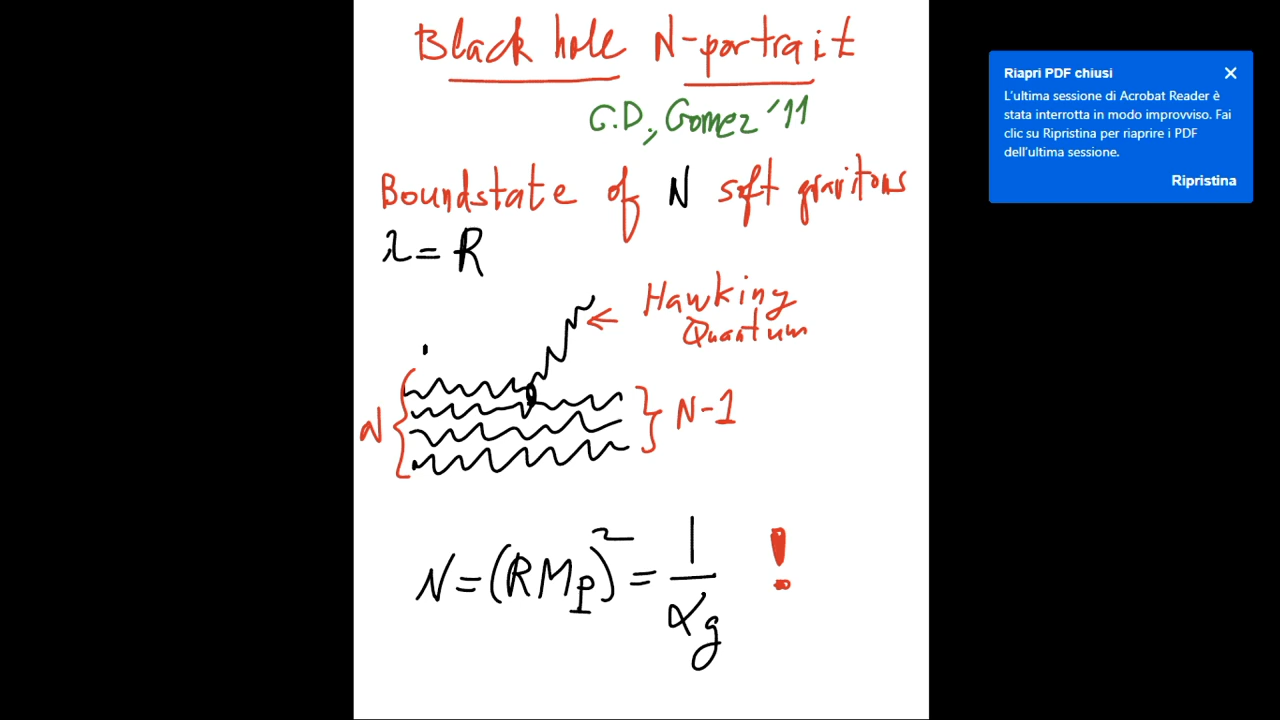 Black hole N-portrait
G.D., Gomez '11
Boundstate of N soft gravitons
λ = R
Hawking
Quantum
N { } N-1
N = (RMp)² = 1/αg !
Riapri PDF chiusi
L'ultima sessione di Acrobat Reader è
stata interrotta in modo improvviso. Fai
clic su Ripristina per riaprire i PDF
dell'ultima sessione.
Ripristina